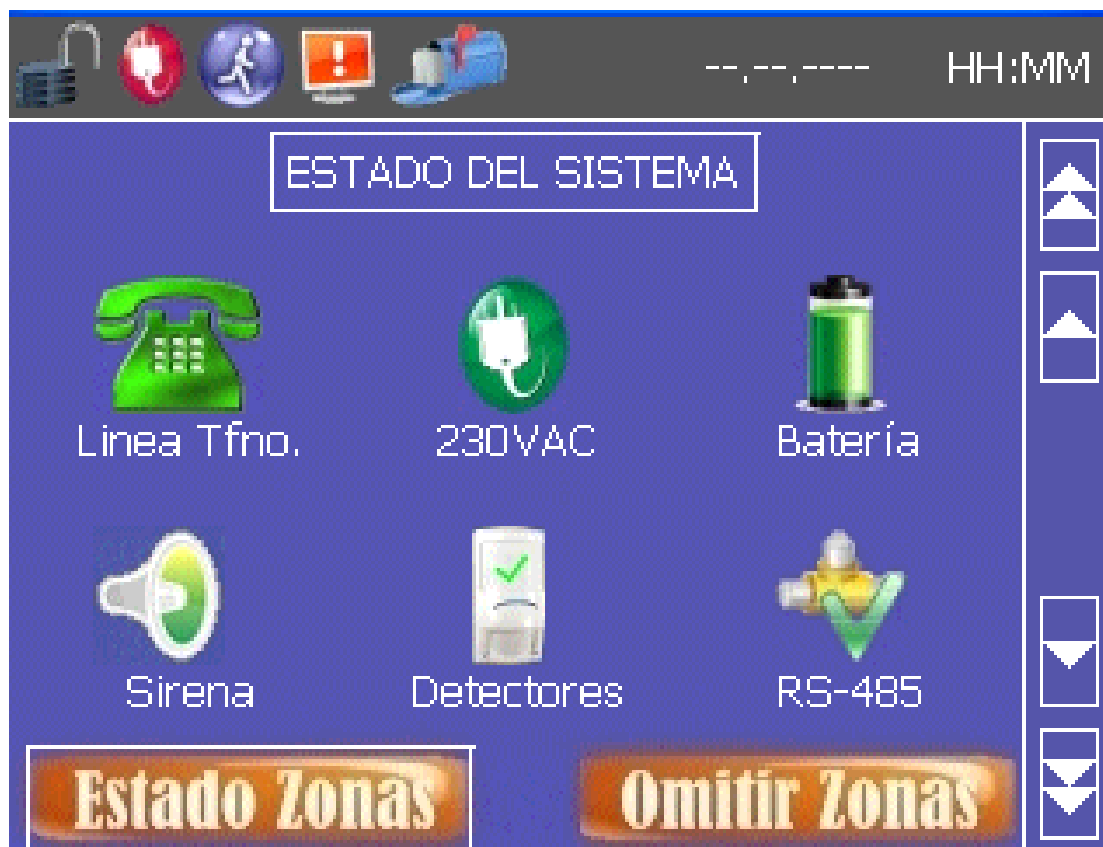 --.--.---- HH:MM
ESTADO DEL SISTEMA
Linea Tfno. 230VAC Batería
Sirena Detectores RS-485
Estado Zonas Omitir Zonas